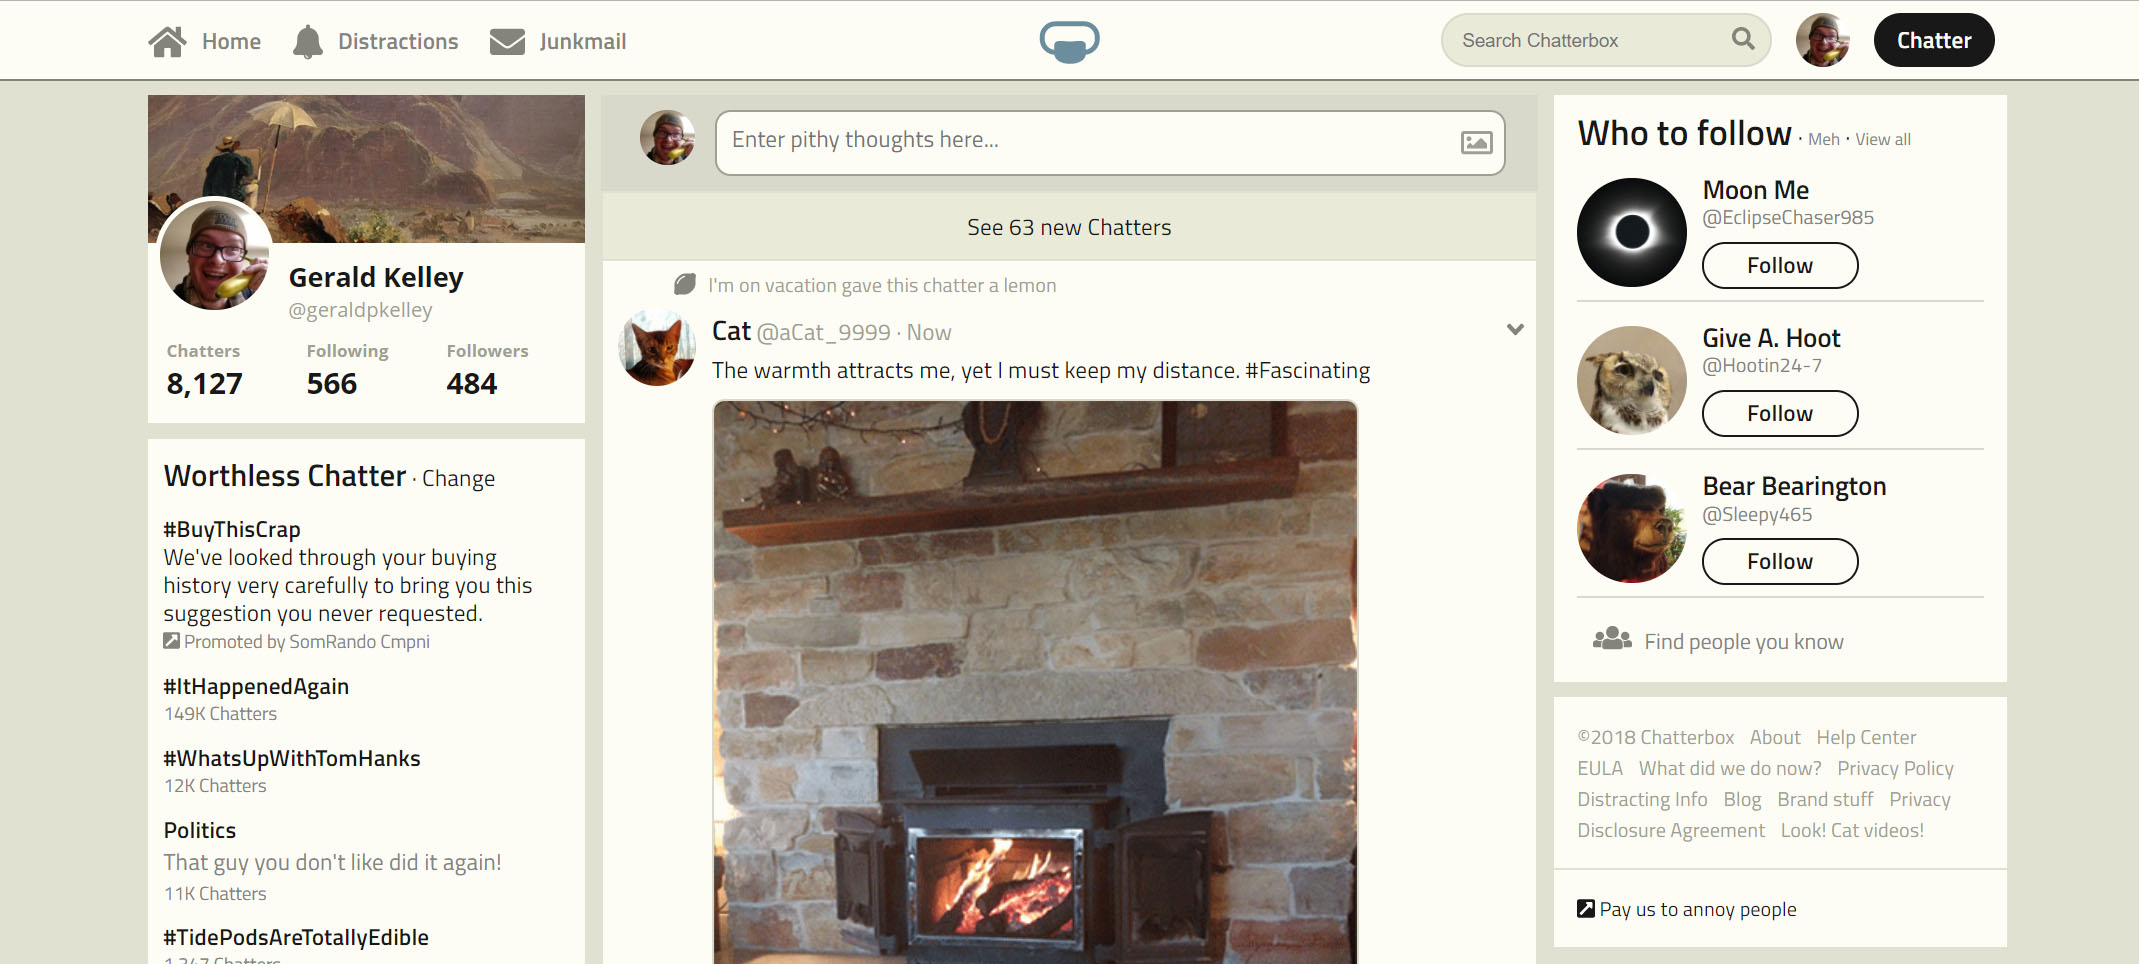 Home Distractions Junkmail
Search Chatterbox
Chatter
Gerald Kelley
@geraldpkelley
Chatters Following Followers
8,127 566 484
Worthless Chatter · Change
#BuyThisCrap
We've looked through your buying
history very carefully to bring you this
suggestion you never requested.
Promoted by SomRando Cmpni
#ItHappenedAgain
149K Chatters
#WhatsUpWithTomHanks
12K Chatters
Politics
That guy you don't like did it again!
11K Chatters
#TidePodsAreTotallyEdible
Enter pithy thoughts here...
See 63 new Chatters
I'm on vacation gave this chatter a lemon
Cat @aCat_9999 · Now
The warmth attracts me, yet I must keep my distance. #Fascinating
Who to follow · Meh · View all
Moon Me
@EclipseChaser985
Follow
Give A. Hoot
@Hootin24-7
Follow
Bear Bearington
@Sleepy465
Follow
Find people you know
©2018 Chatterbox About Help Center
EULA What did we do now? Privacy Policy
Distracting Info Blog Brand stuff Privacy
Disclosure Agreement Look! Cat videos!
Pay us to annoy people